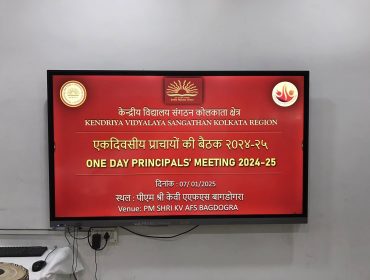 केन्द्रीय विद्यालय संगठन कोलकाता क्षेत्र
KENDRIYA VIDYALAYA SANGATHAN KOLKATA REGION
एकदिवसीय प्राचार्यो की बैठक २०२४-२५
ONE DAY PRINCIPALS' MEETING 2024-25
दिनांक : 07/01/2025
स्थल : पीएम श्री केवी एएफएस बागडोगरा
Venue: PM SHRI KV AFS BAGDOGRA